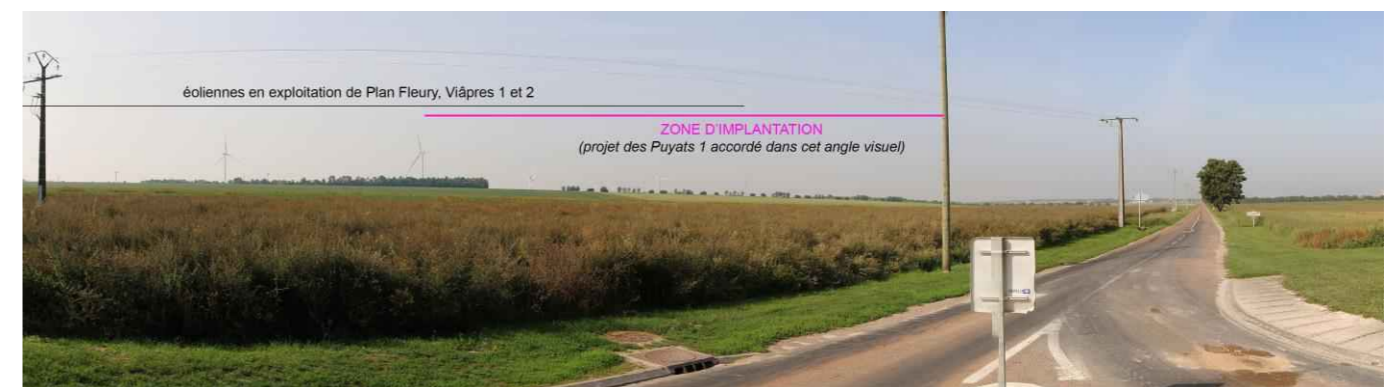 éoliennes en exploitation de Plan Fleury, Viâpres 1 et 2
ZONE D'IMPLANTATION
(projet des Puyats 1 accordé dans cet angle visuel)